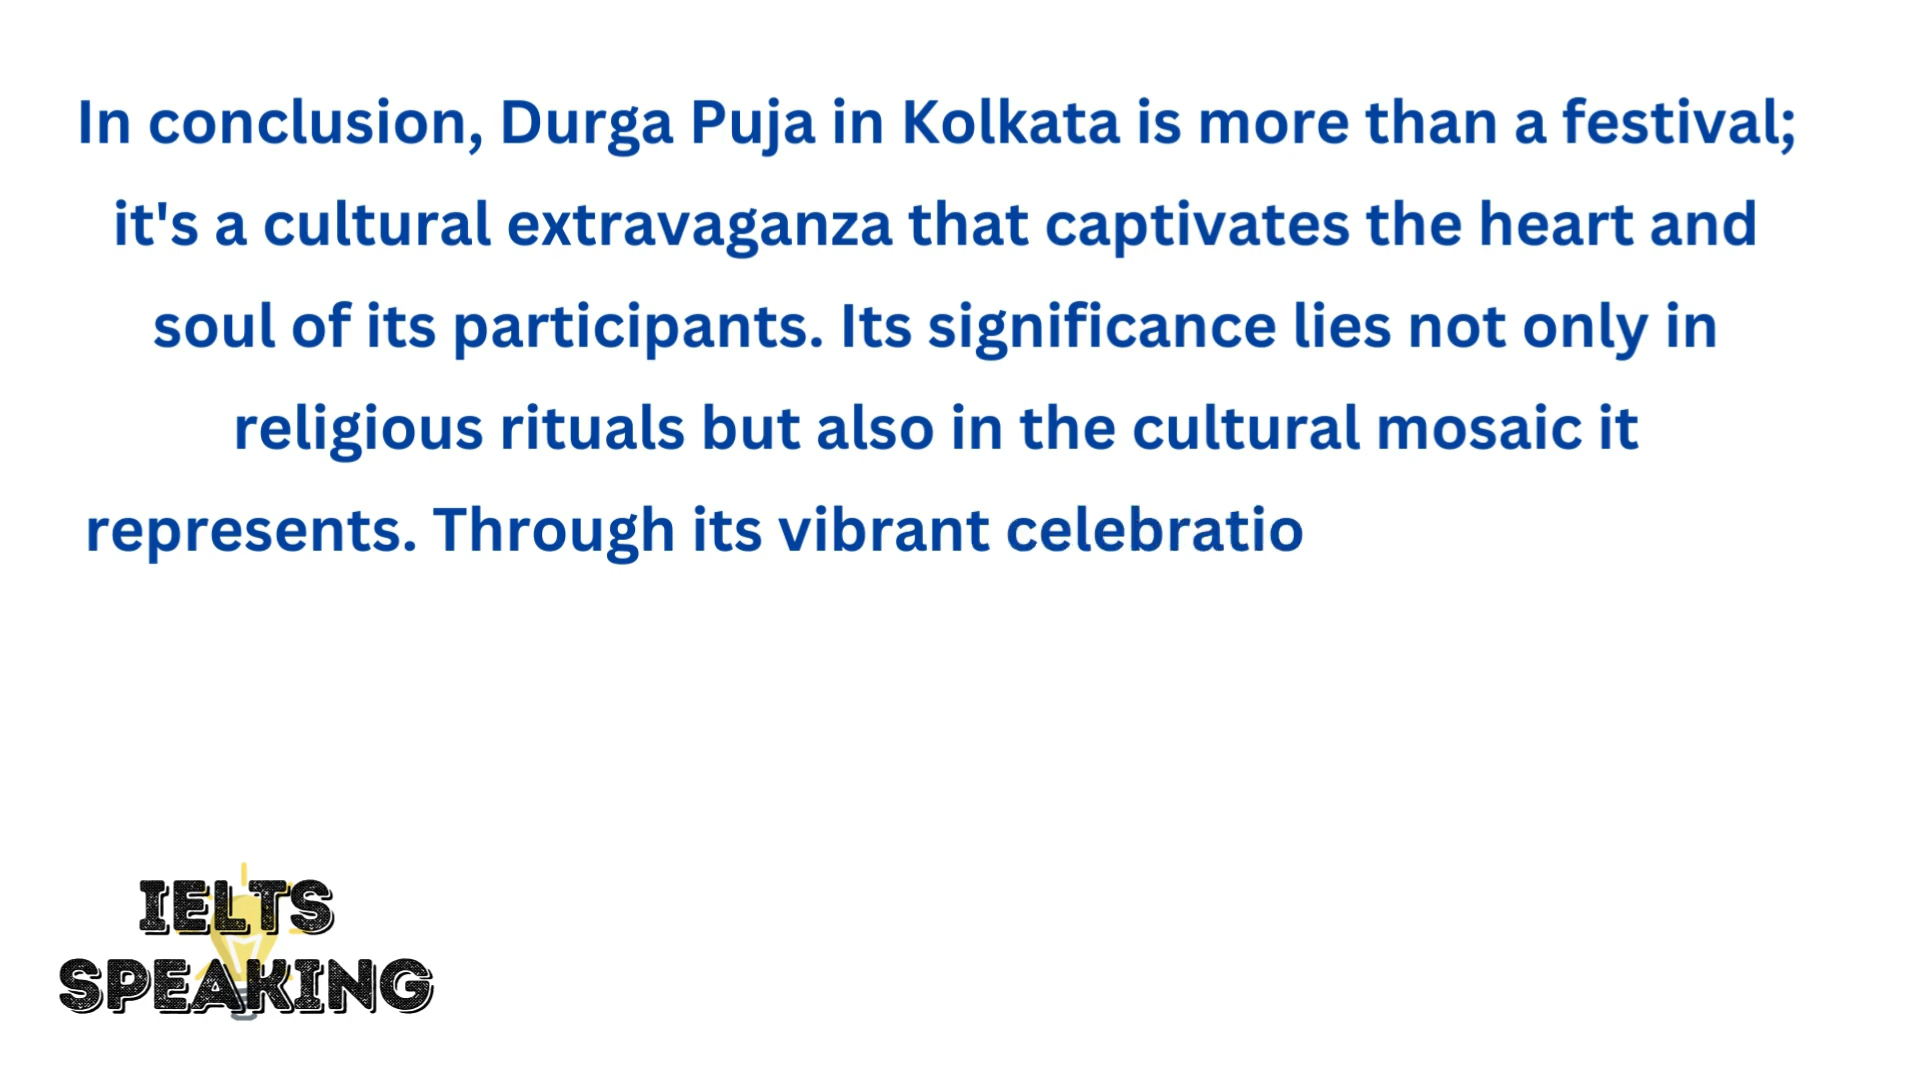 In conclusion, Durga Puja in Kolkata is more than a festival;
it's a cultural extravaganza that captivates the heart and
soul of its participants. Its significance lies not only in
religious rituals but also in the cultural mosaic it
represents. Through its vibrant celebratio
IELTS
SPEAKING